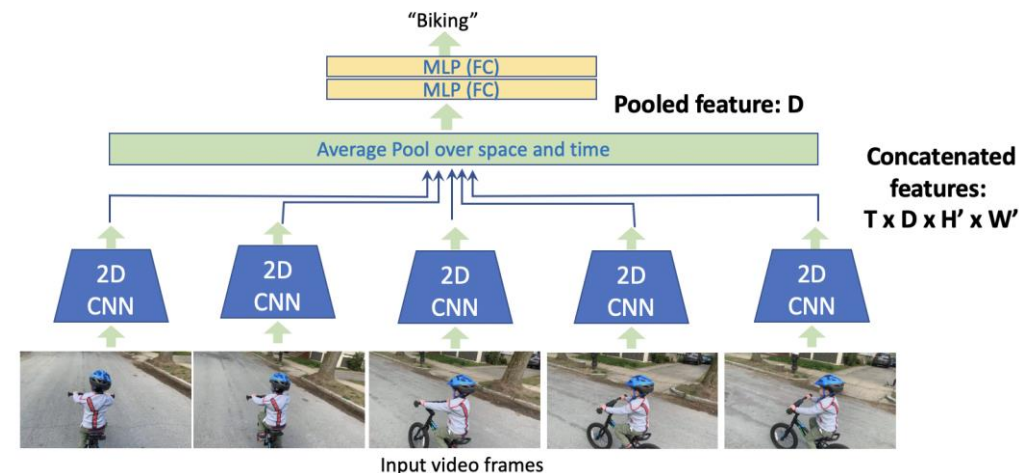 “Biking”
MLP (FC)
MLP (FC)
Pooled feature: D
Average Pool over space and time
Concatenated
features:
T x D x H’ x W’
2D
CNN
2D
CNN
2D
CNN
2D
CNN
2D
CNN
Input video frames